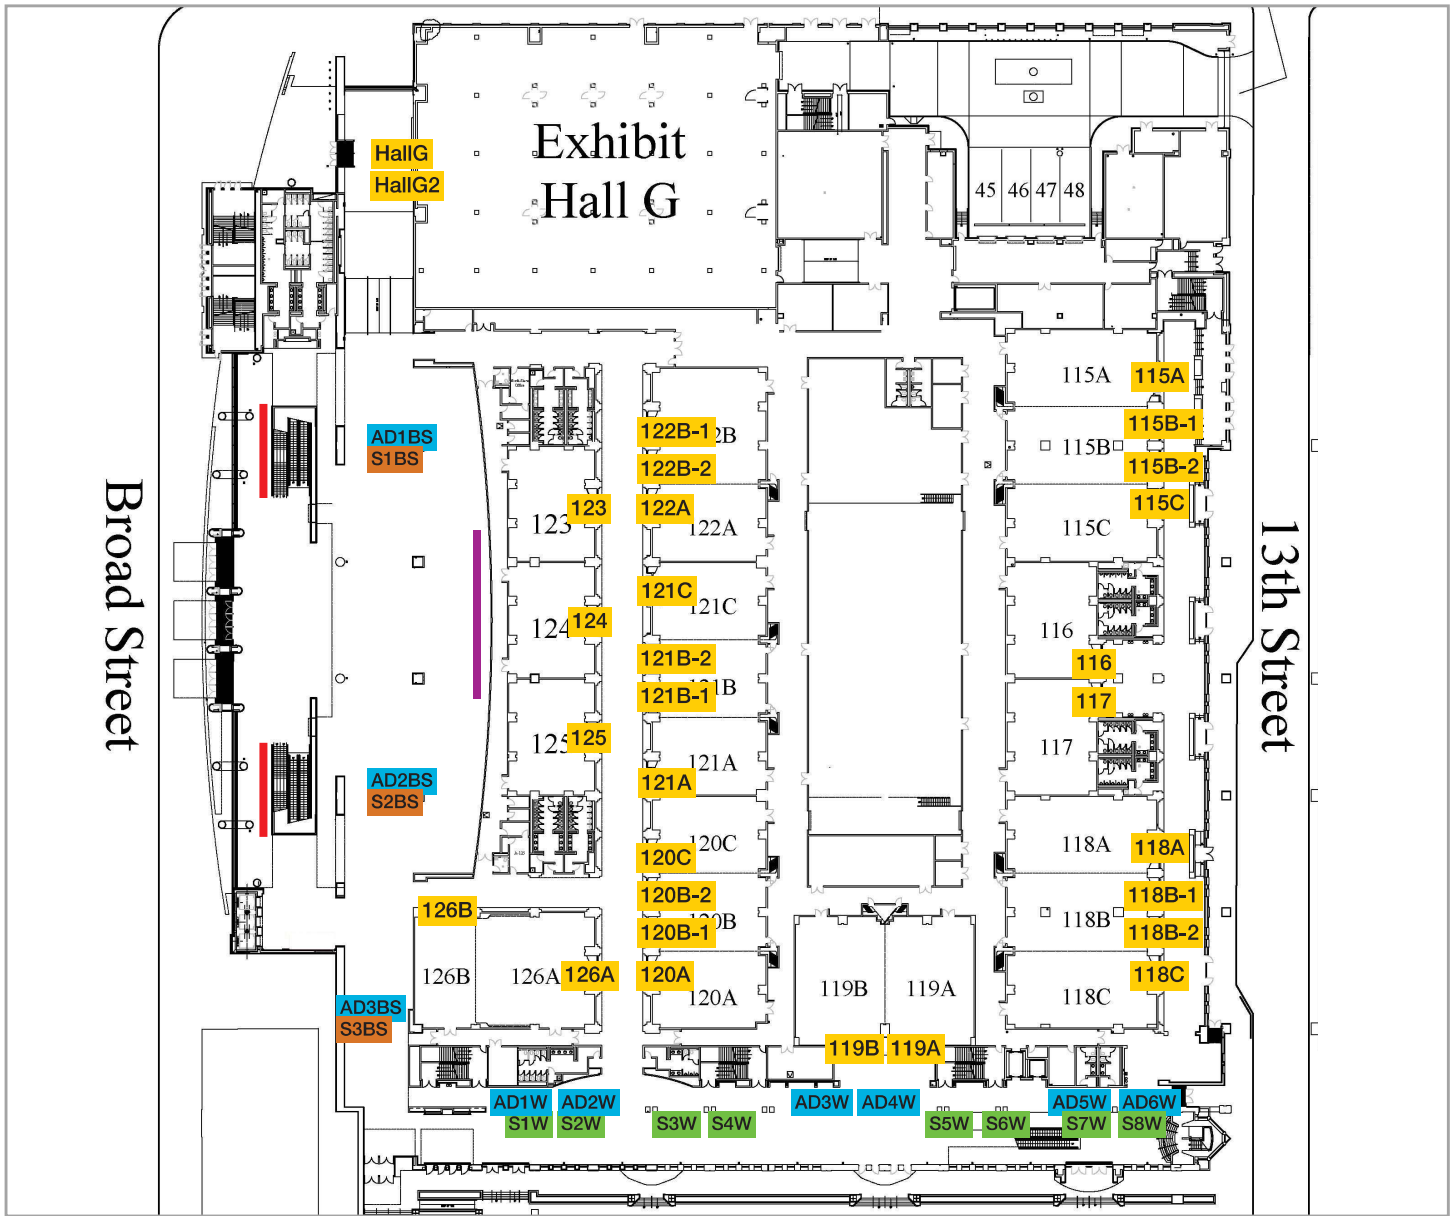 Exhibit
Hall G
HallG
HallG2
45
46
47
48
115A
115A
115B
115B-1
115B-2
115C
115C
AD1BS
S1BS
122B-1
122B-2
122A
122A
123
123
124
124
125
125
121C
121C
121B-2
121B-1
121A
121A
116
116
117
117
Broad Street
13th Street
AD2BS
S2BS
120C
120C
120B-2
120B-1
120A
120A
118A
118A
118B
118B-1
118B-2
118C
118C
126B
126B
126A
126A
119B
119A
119B
119A
AD3BS
S3BS
AD1W
AD2W
AD3W
AD4W
AD5W
AD6W
S1W
S2W
S3W
S4W
S5W
S6W
S7W
S8W